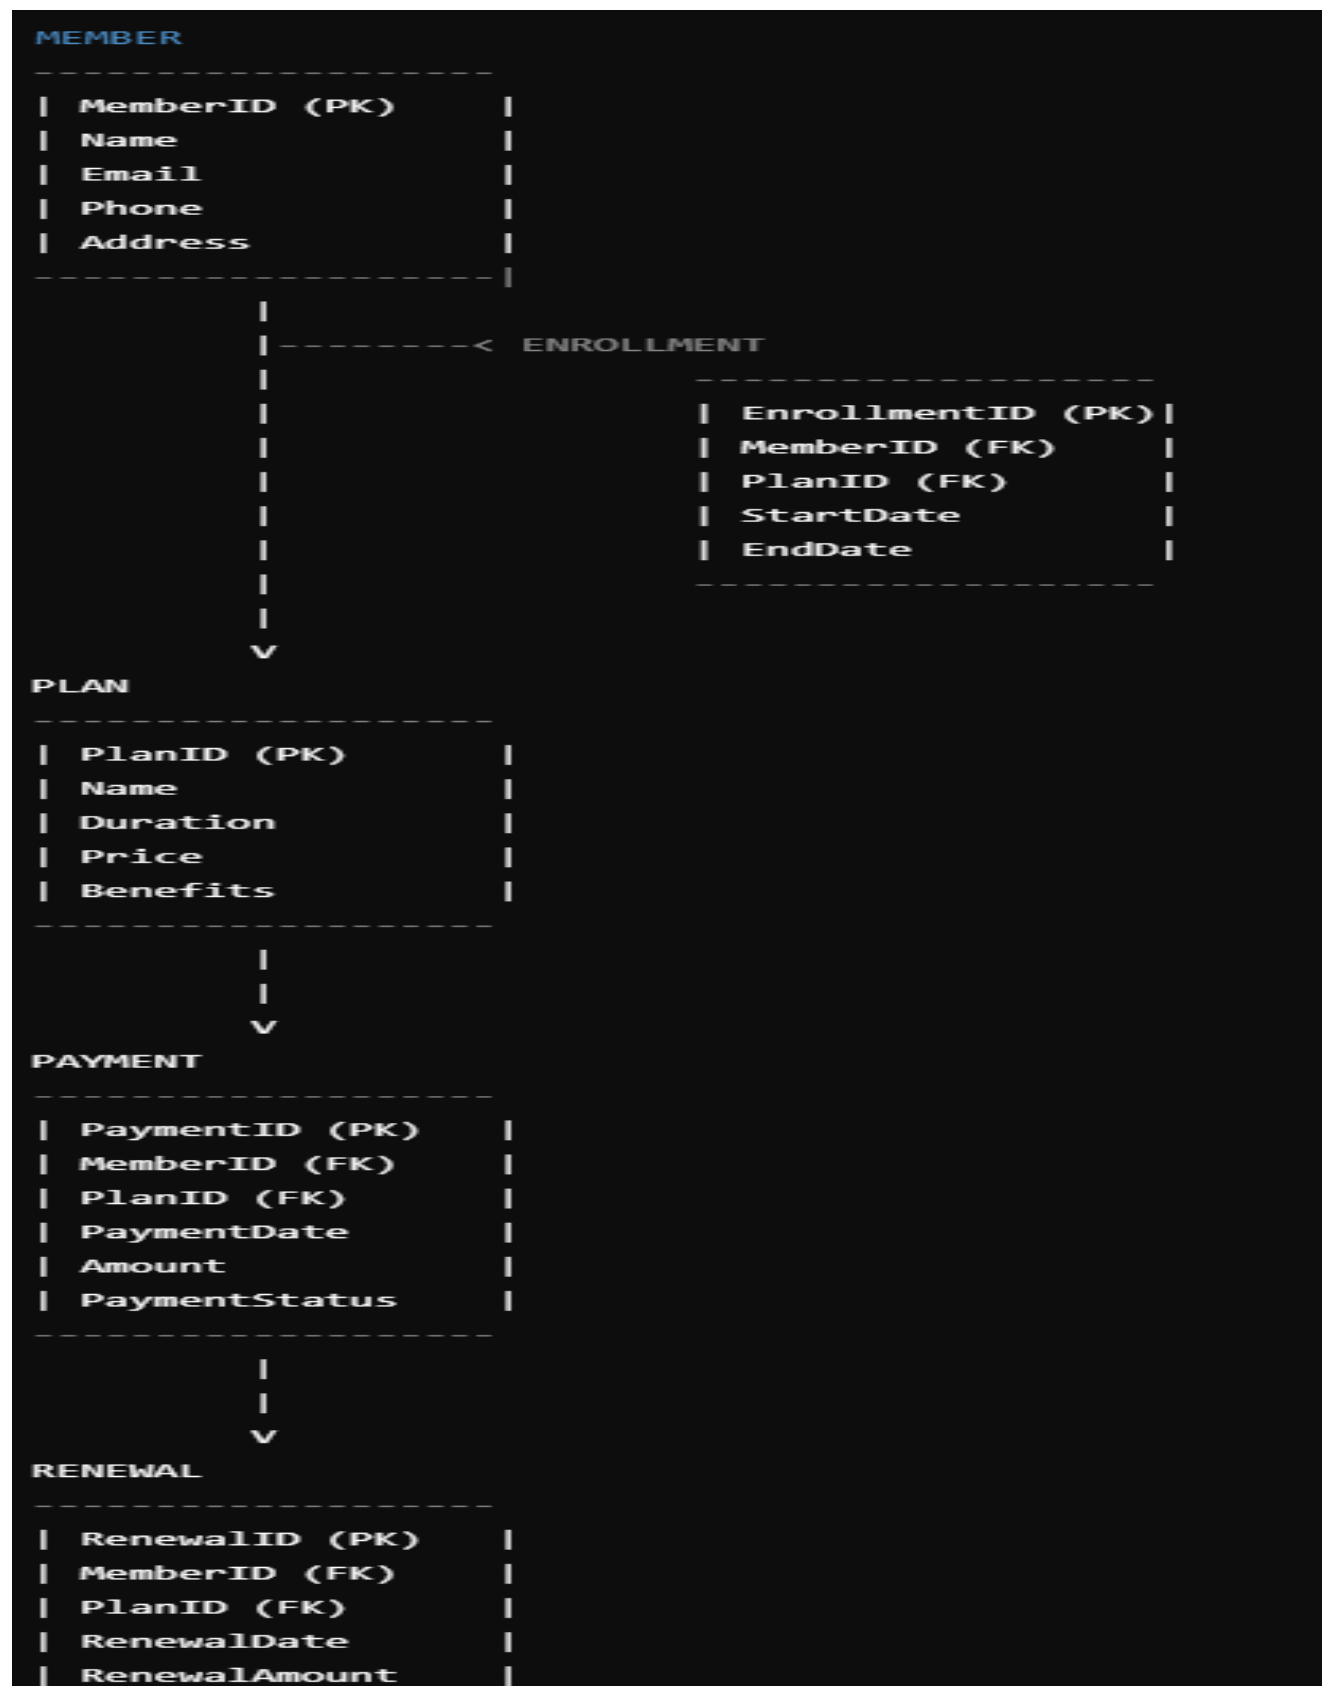 MEMBER
-------------------
| MemberID (PK)    |
| Name             |
| Email            |
| Phone            |
| Address          |
-------------------|
         |
         |--------< ENROLLMENT
         |                 -------------------
         |                 | EnrollmentID (PK)|
         |                 | MemberID (FK)    |
         |                 | PlanID (FK)      |
         |                 | StartDate        |
         |                 | EndDate          |
         |                 -------------------
         |
         v
PLAN
-------------------
| PlanID (PK)      |
| Name             |
| Duration         |
| Price            |
| Benefits         |
-------------------
         |
         |
         v
PAYMENT
-------------------
| PaymentID (PK)   |
| MemberID (FK)    |
| PlanID (FK)      |
| PaymentDate      |
| Amount           |
| PaymentStatus    |
-------------------
         |
         |
         v
RENEWAL
-------------------
| RenewalID (PK)   |
| MemberID (FK)    |
| PlanID (FK)      |
| RenewalDate      |
| RenewalAmount    |